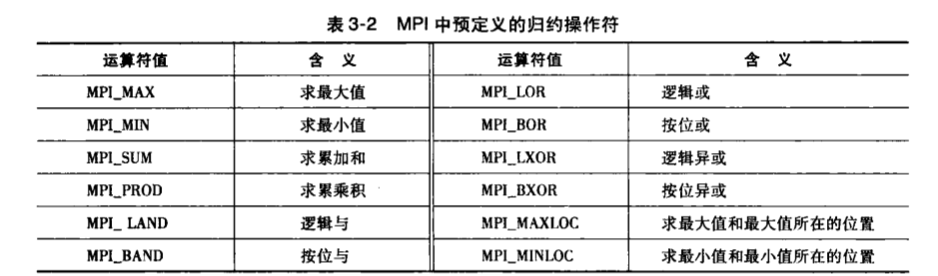 表 3-2 MPI 中预定义的归约操作符
运算符值 含 义 运算符值 含 义
MPI_MAX 求最大值 MPI_LOR 逻辑或
MPI_MIN 求最小值 MPI_BOR 按位或
MPI_SUM 求累加和 MPI_LXOR 逻辑异或
MPI_PROD 求累乘积 MPI_BXOR 按位异或
MPI_ LAND 逻辑与 MPI_MAXLOC 求最大值和最大值所在的位置
MPI_BAND 按位与 MPI_MINLOC 求最小值和最小值所在的位置